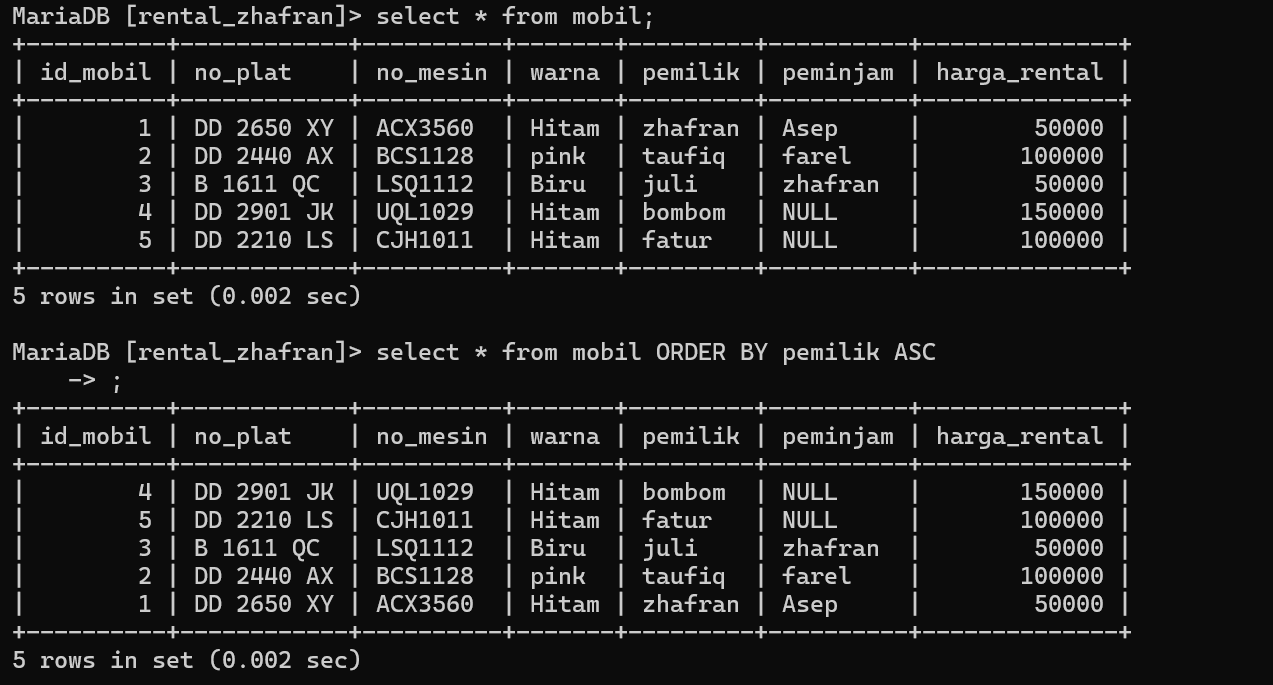 MariaDB [rental_zhafran]> select * from mobil;
+----------+------------+----------+-------+---------+----------+--------------+
| id_mobil | no_plat    | no_mesin | warna | pemilik | peminjam | harga_rental |
+----------+------------+----------+-------+---------+----------+--------------+
|        1 | DD 2650 XY | ACX3560  | Hitam | zhafran | Asep     |        50000 |
|        2 | DD 2440 AX | BCS1128  | pink  | taufiq  | farel    |       100000 |
|        3 | B 1611 QC  | LSQ1112  | Biru  | juli    | zhafran  |        50000 |
|        4 | DD 2901 JK | UQL1029  | Hitam | bombom  | NULL     |       150000 |
|        5 | DD 2210 LS | CJH1011  | Hitam | fatur   | NULL     |       100000 |
+----------+------------+----------+-------+---------+----------+--------------+
5 rows in set (0.002 sec)

MariaDB [rental_zhafran]> select * from mobil ORDER BY pemilik ASC
    -> ;
+----------+------------+----------+-------+---------+----------+--------------+
| id_mobil | no_plat    | no_mesin | warna | pemilik | peminjam | harga_rental |
+----------+------------+----------+-------+---------+----------+--------------+
|        4 | DD 2901 JK | UQL1029  | Hitam | bombom  | NULL     |       150000 |
|        5 | DD 2210 LS | CJH1011  | Hitam | fatur   | NULL     |       100000 |
|        3 | B 1611 QC  | LSQ1112  | Biru  | juli    | zhafran  |        50000 |
|        2 | DD 2440 AX | BCS1128  | pink  | taufiq  | farel    |       100000 |
|        1 | DD 2650 XY | ACX3560  | Hitam | zhafran | Asep     |        50000 |
+----------+------------+----------+-------+---------+----------+--------------+
5 rows in set (0.002 sec)